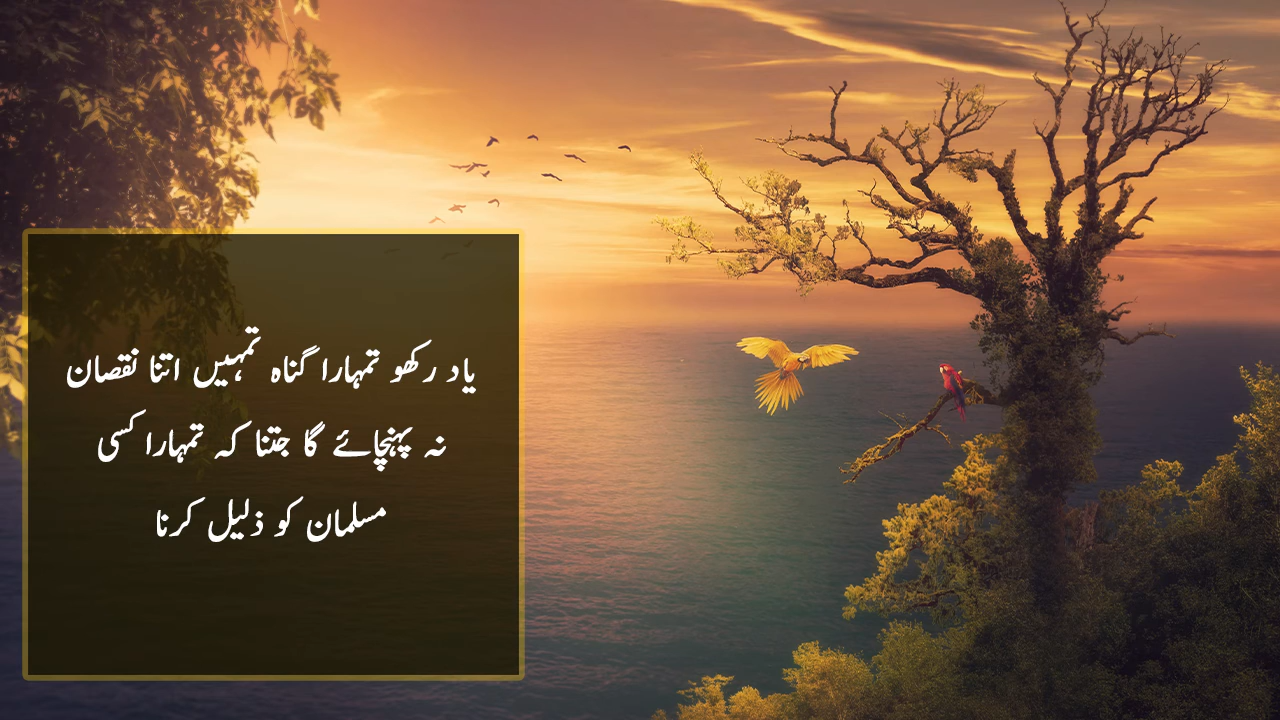 یاد رکھو تمہارا گناہ تمہیں اتنا نقصان
نہ پہنچائے گا جتنا کہ تمہارا کسی
مسلمان کو ذلیل کرنا